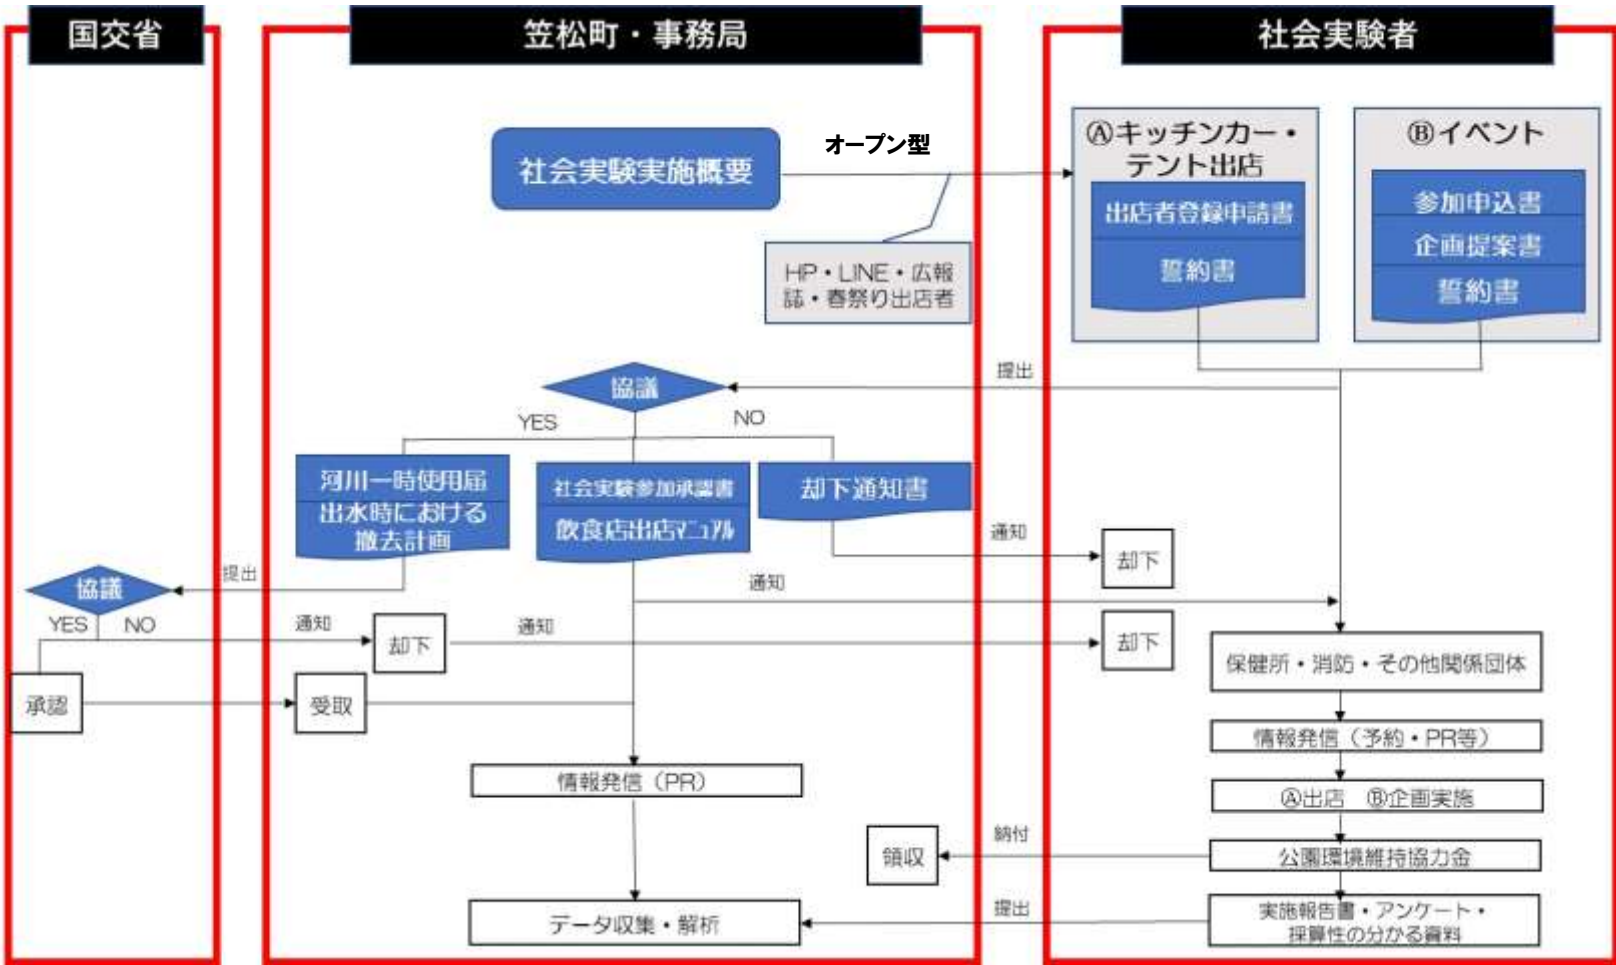 国交省
笠松町・事務局
社会実験者
社会実験実施概要
オープン型
HP・LINE・広報
誌・春祭り出店者
Ⓐキッチンカー・
テント出店
出店者登録申請書
誓約書
Ⓑイベント
参加申込書
企画提案書
誓約書
提出
協議
YES
NO
河川一時使用届
出水時における
撤去計画
社会実験参加承認書
飲食店出店マニュアル
却下通知書
通知
却下
提出
協議
YES
NO
通知
却下
通知
通知
却下
承認
受取
保健所・消防・その他関係団体
情報発信（予約・PR等）
情報発信（PR）
Ⓐ出店　Ⓑ企画実施
納付
領収
公園環境維持協力金
提出
データ収集・解析
実施報告書・アンケート・
採算性の分かる資料